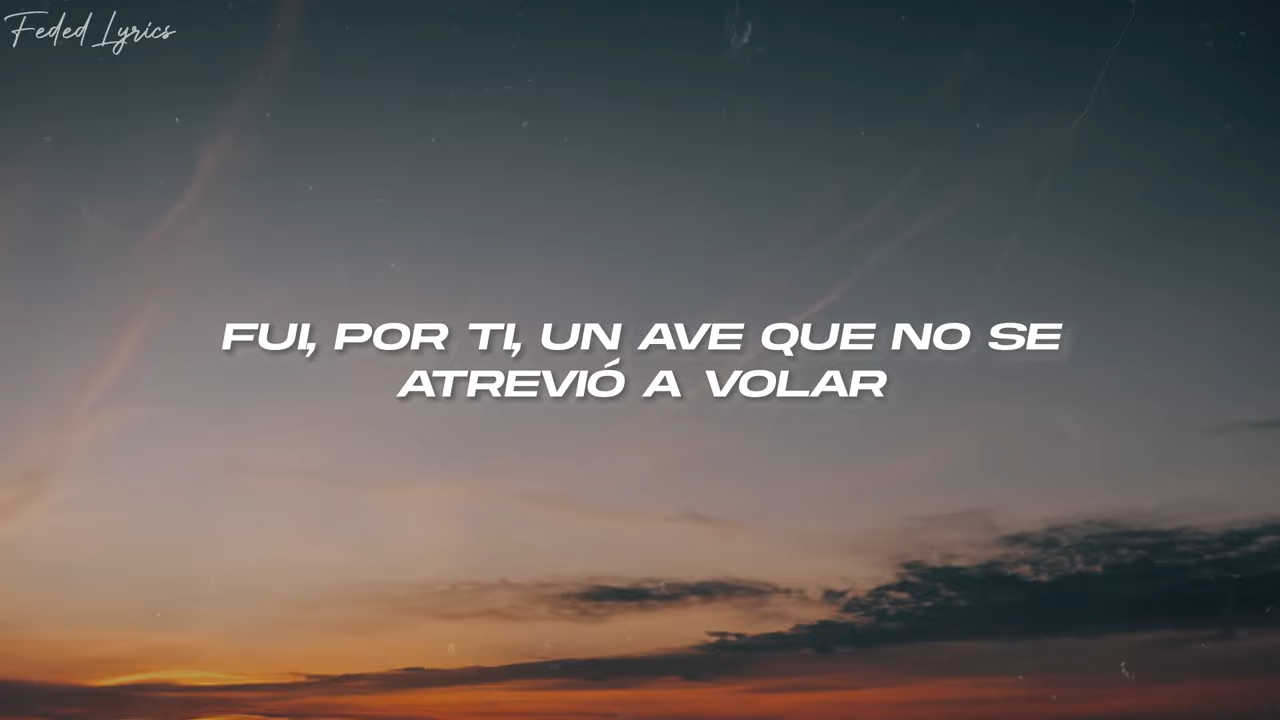 Feded Lyrics
FUI, POR TI, UN AVE QUE NO SE
ATREVIÓ A VOLAR